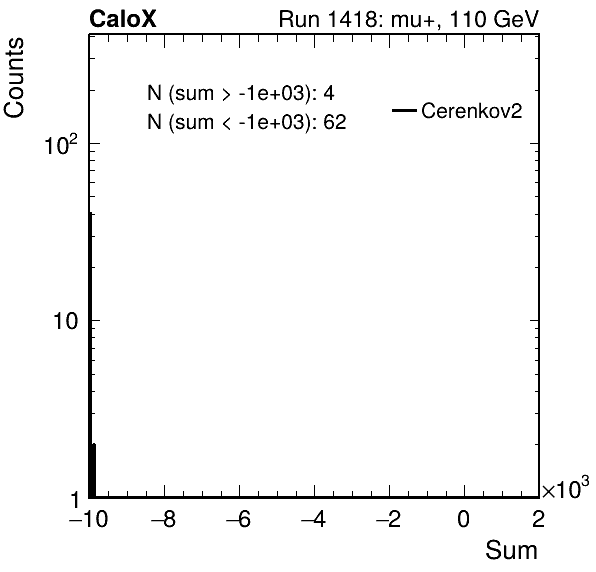 CaloX Run 1418: mu+, 110 GeV
Counts
N (sum > -1e+03): 4
N (sum < -1e+03): 62
Cerenkov2
10²
10
1
−10 −8 −6 −4 −2 0 2
×10³
Sum